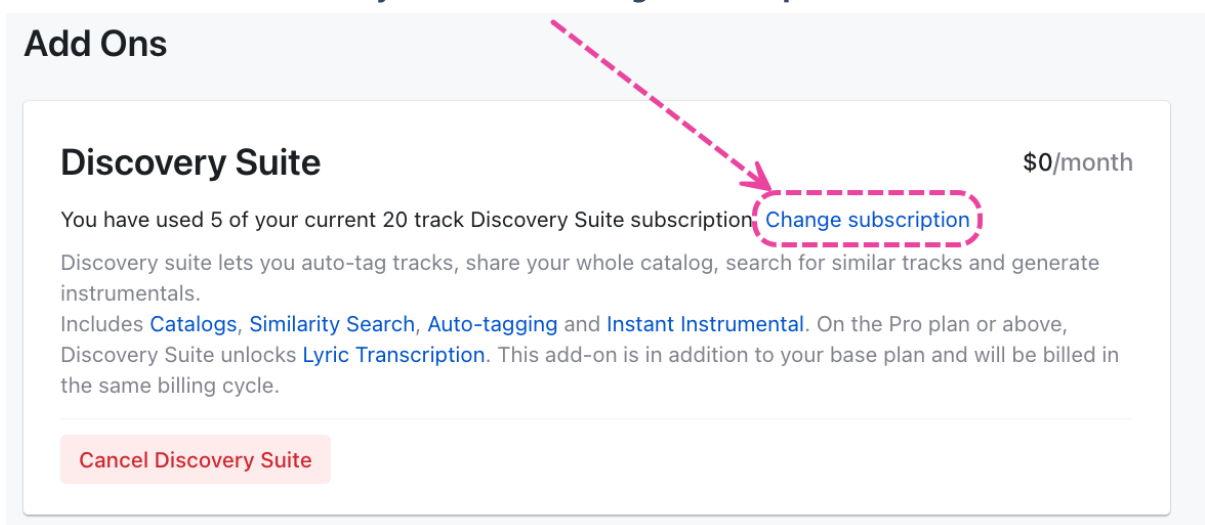 Add Ons
Discovery Suite
$0/month
You have used 5 of your current 20 track Discovery Suite subscription Change subscription
Discovery suite lets you auto-tag tracks, share your whole catalog, search for similar tracks and generate
instrumentals.
Includes Catalogs, Similarity Search, Auto-tagging and Instant Instrumental. On the Pro plan or above,
Discovery Suite unlocks Lyric Transcription. This add-on is in addition to your base plan and will be billed in
the same billing cycle.
Cancel Discovery Suite